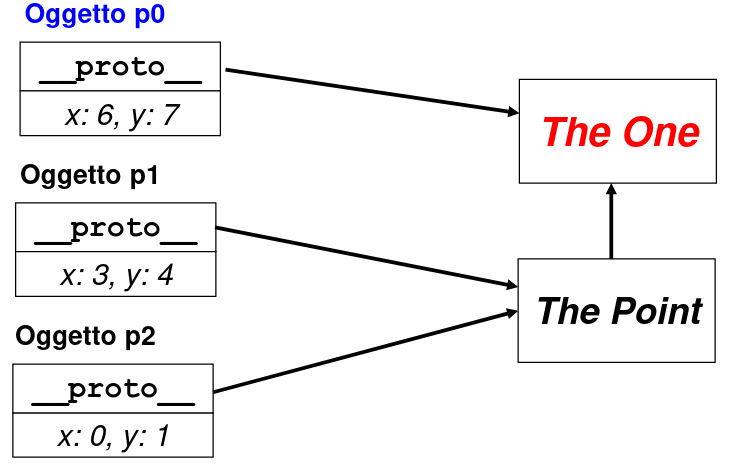 Oggetto p0
__proto__
x: 6, y: 7
The One
Oggetto p1
__proto__
x: 3, y: 4
The Point
Oggetto p2
__proto__
x: 0, y: 1